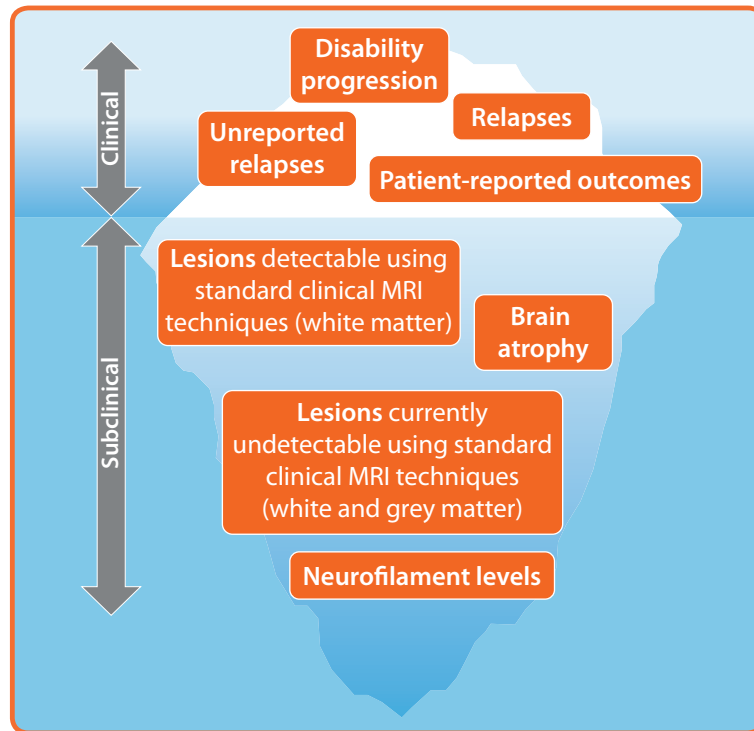 Disability
progression
Relapses
Unreported
relapses
Patient-reported outcomes
Clinical
Lesions detectable using
standard clinical MRI
techniques (white matter)
Brain
atrophy
Lesions currently
undetectable using standard
clinical MRI techniques
(white and grey matter)
Neurofilament levels
Subclinical